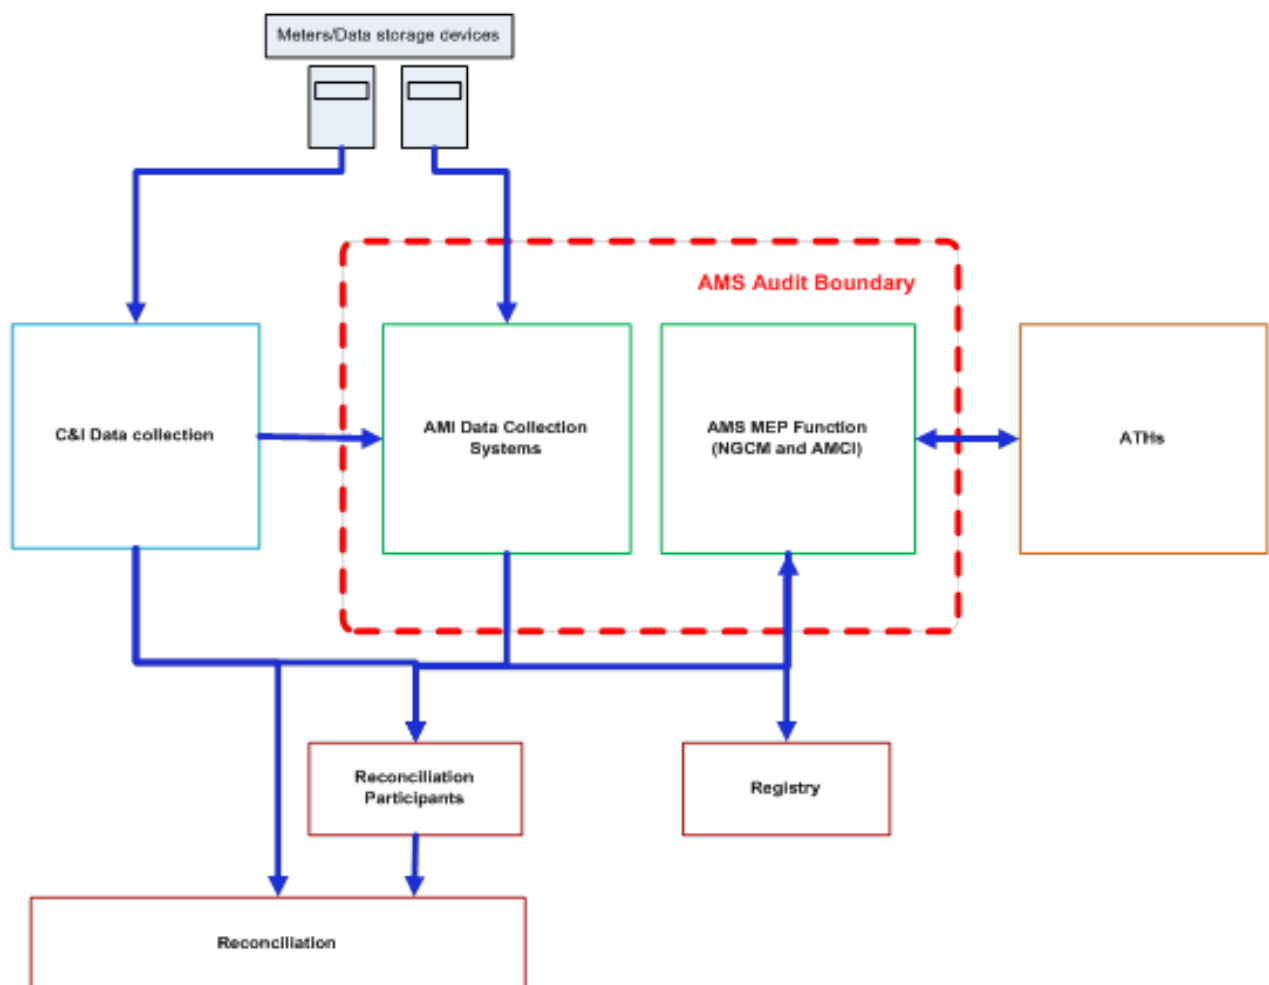 Meters/Data storage devices
AMS Audit Boundary
C&I Data collection
AMI Data Collection
Systems
AMS MEP Function
(NGCM and AMCI)
ATHs
Reconciliation
Participants
Registry
Reconciliation